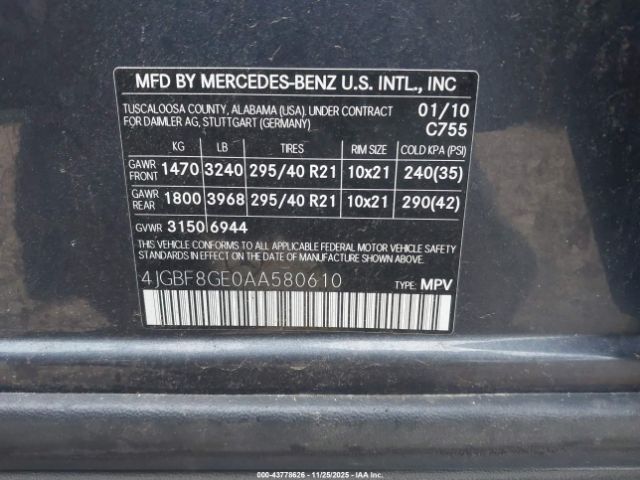 MFD BY MERCEDES-BENZ U.S. INTL., INC
TUSCALOOSA COUNTY, ALABAMA (USA). UNDER CONTRACT 01/10
FOR DAIMLER AG, STUTTGART (GERMANY) C755
KG LB TIRES RIM SIZE COLD KPA (PSI)
GAWR FRONT 1470 3240 295/40 R21 10x21 240(35)
GAWR REAR 1800 3968 295/40 R21 10x21 290(42)
GVWR 3150 6944
THIS VEHICLE CONFORMS TO ALL APPLICABLE FEDERAL MOTOR VEHICLE SAFETY
STANDARDS IN EFFECT ON THE DATE OF MANUFACTURE SHOWN ABOVE.
4JGBF8GE0AA580610 TYPE: MPV
000-43778626 - 11/25/2025 - IAAI.COM